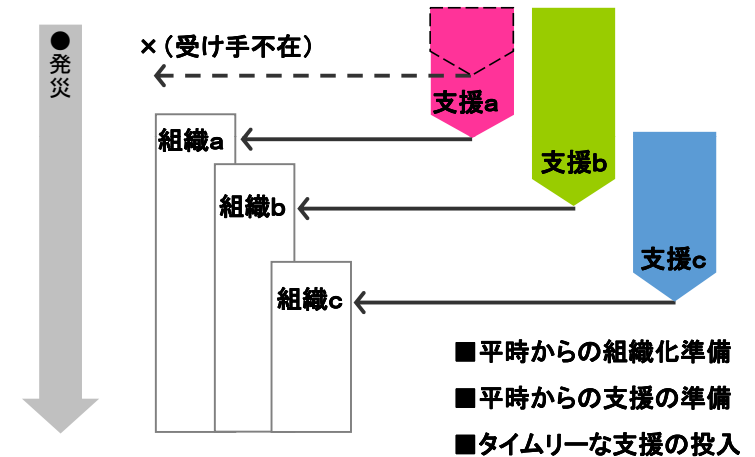 ●発災
×（受け手不在）
支援a
組織a
支援b
組織b
支援c
組織c
■平時からの組織化準備
■平時からの支援の準備
■タイムリーな支援の投入